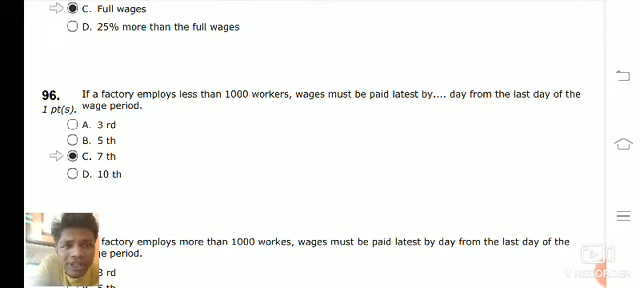 C. Full wages
D. 25% more than the full wages
96. If a factory employs less than 1000 workers, wages must be paid latest by.... day from the last day of the
1 pt(s). wage period.
A. 3 rd
B. 5 th
C. 7 th
D. 10 th
factory employs more than 1000 workes, wages must be paid latest by day from the last day of the
e period.
3 rd
5 th
V RECORDER